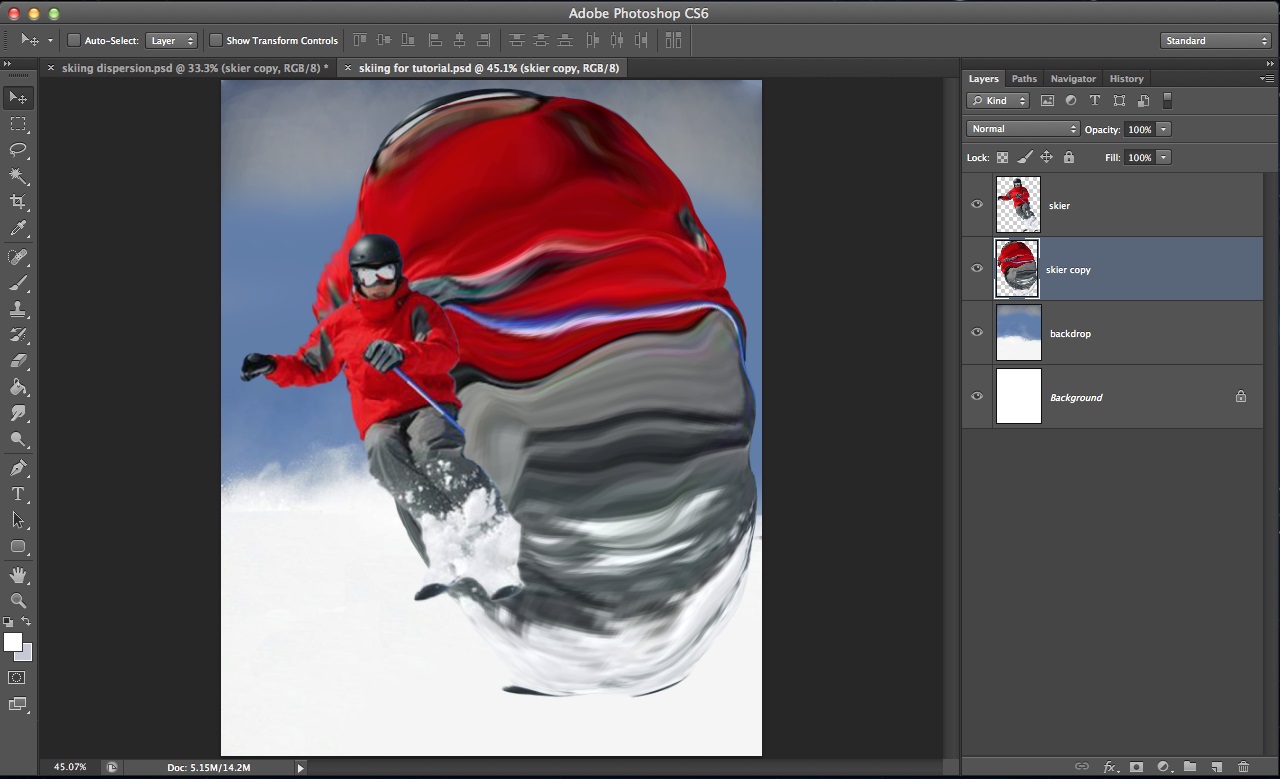 Adobe Photoshop CS6
Auto-Select: Layer Show Transform Controls Standard
× skiing dispersion.psd @ 33.3% (skier copy, RGB/8) * × skiing for tutorial.psd @ 45.1% (skier copy, RGB/8)
Layers Paths Navigator History
Kind
Normal Opacity: 100%
Lock: Fill: 100%
skier
skier copy
backdrop
Background
45.07% Doc: 5.15M/14.2M